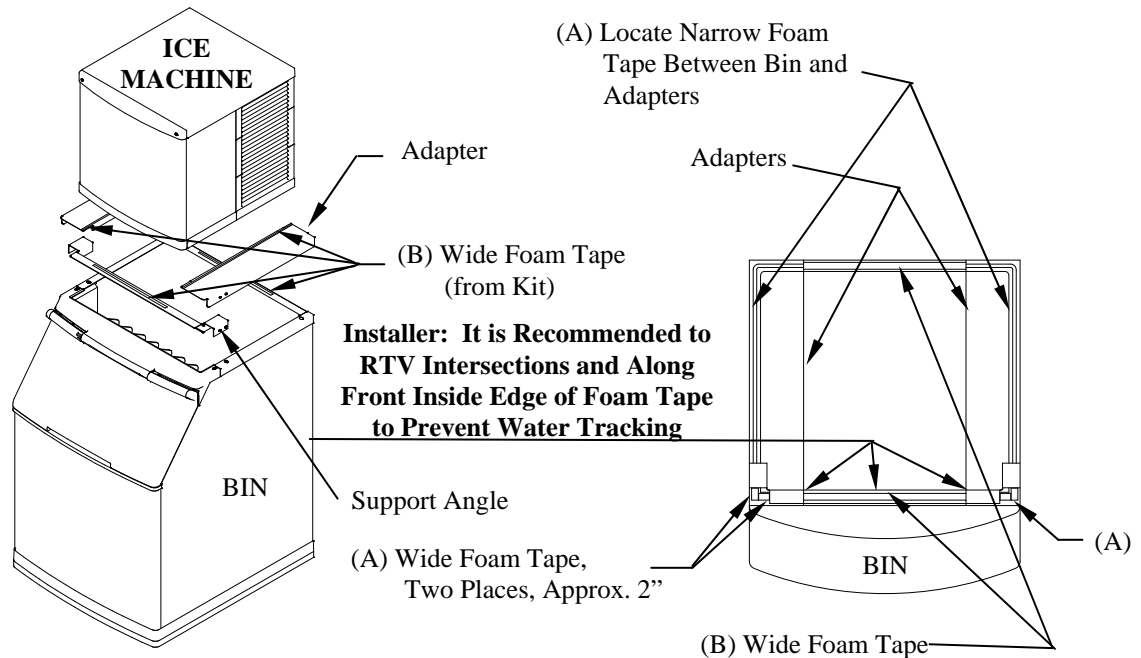 ICE
MACHINE
Adapter
(B) Wide Foam Tape
(from Kit)
Installer: It is Recommended to
RTV Intersections and Along
Front Inside Edge of Foam Tape
to Prevent Water Tracking
BIN
Support Angle
(A) Wide Foam Tape,
Two Places, Approx. 2”
(A) Locate Narrow Foam
Tape Between Bin and
Adapters
Adapters
(A)
BIN
(B) Wide Foam Tape